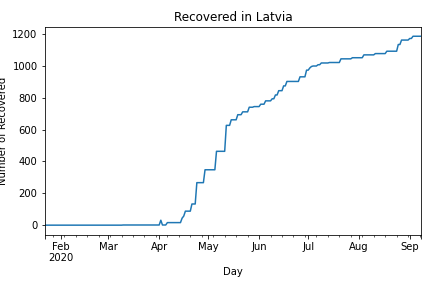 Recovered in Latvia
Number of Recovered
1200
1000
800
600
400
200
0
Feb Mar Apr May Jun Jul Aug Sep
2020
Day